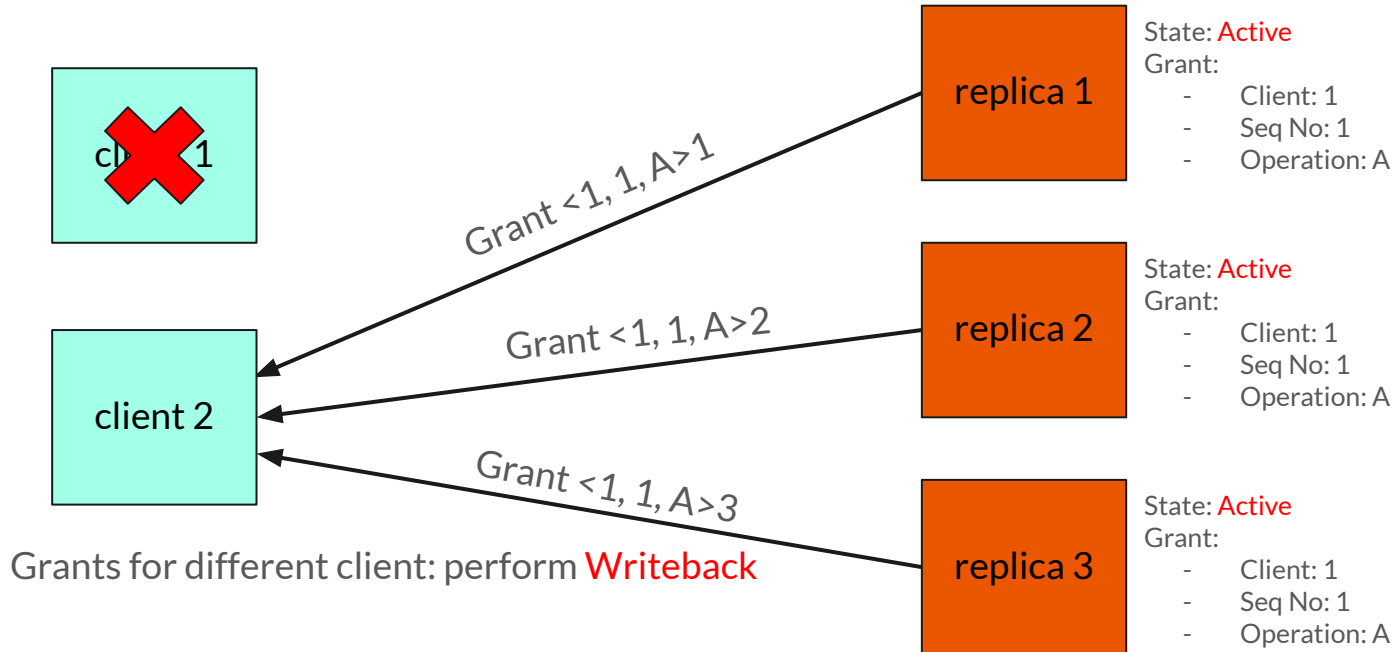 cl 1
client 2
Grant <1, 1, A>1
Grant <1, 1, A>2
Grant <1, 1, A>3
Grants for different client: perform Writeback
replica 1
State: Active
Grant:
- Client: 1
- Seq No: 1
- Operation: A
replica 2
State: Active
Grant:
- Client: 1
- Seq No: 1
- Operation: A
replica 3
State: Active
Grant:
- Client: 1
- Seq No: 1
- Operation: A